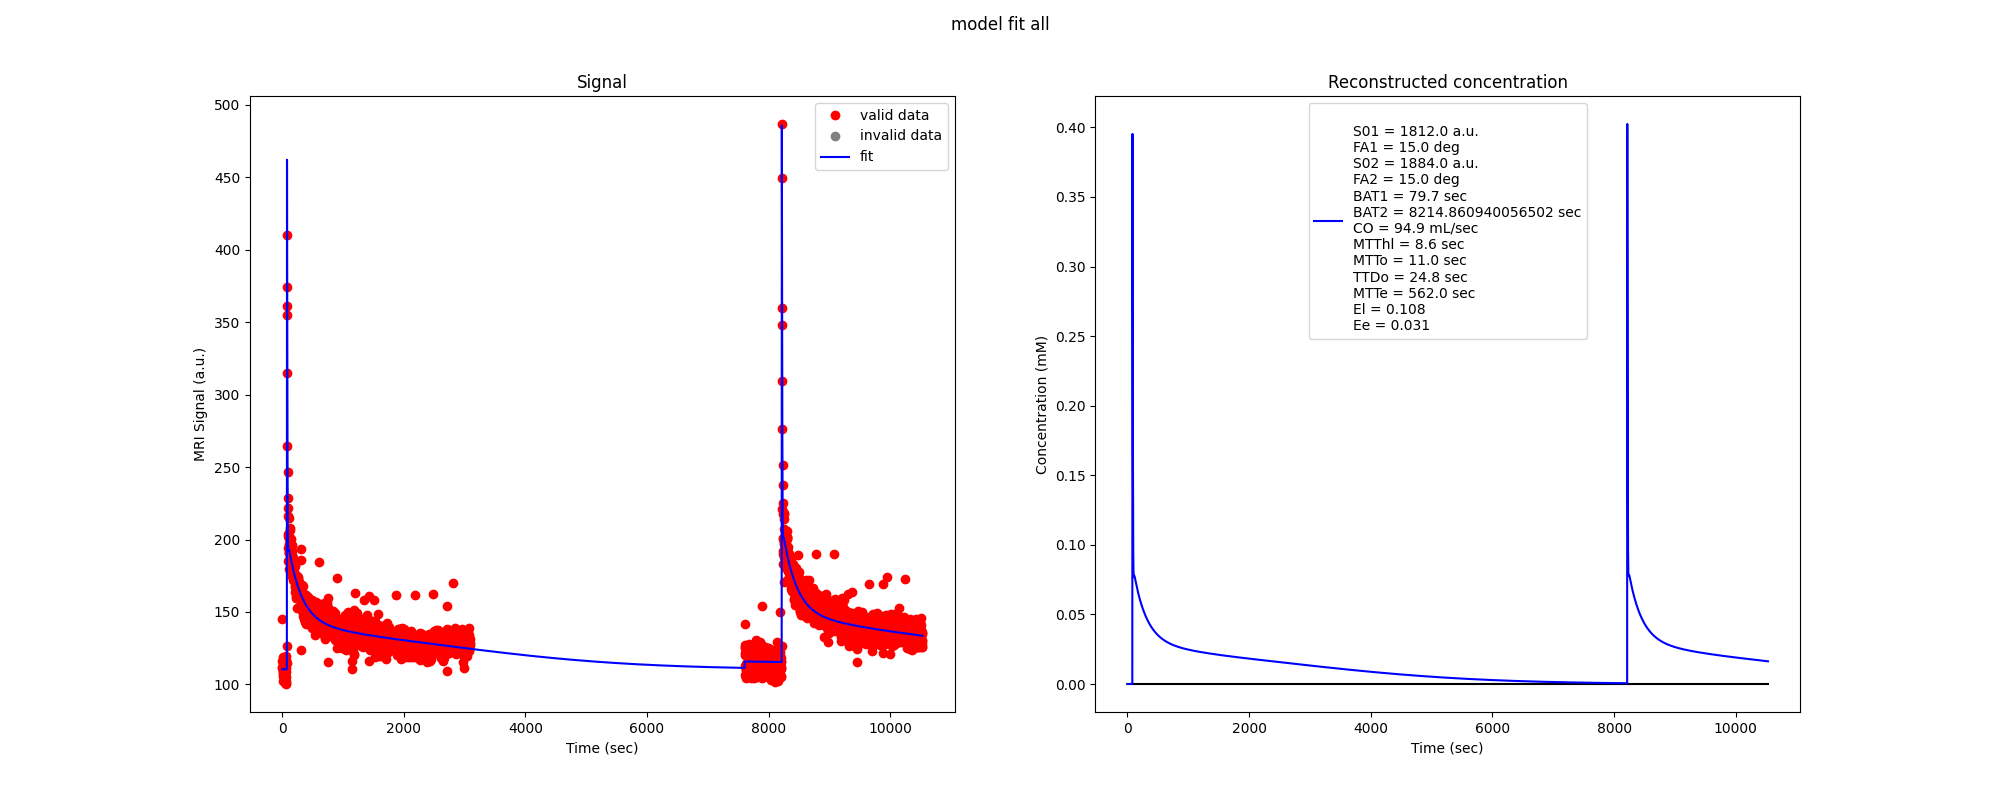 model fit all
Signal
500
450
400
350
300
250
200
150
100
MRI Signal (a.u.)
0
2000
4000
6000
8000
10000
Time (sec)
valid data
invalid data
fit
Reconstructed concentration
0.40
0.35
0.30
0.25
0.20
0.15
0.10
0.05
0.00
Concentration (mM)
0
2000
4000
6000
8000
10000
Time (sec)
S01 = 1812.0 a.u.
FA1 = 15.0 deg
S02 = 1884.0 a.u.
FA2 = 15.0 deg
BAT1 = 79.7 sec
BAT2 = 8214.860940056502 sec
CO = 94.9 mL/sec
MTThl = 8.6 sec
MTTo = 11.0 sec
TTDo = 24.8 sec
MTTe = 562.0 sec
El = 0.108
Ee = 0.031